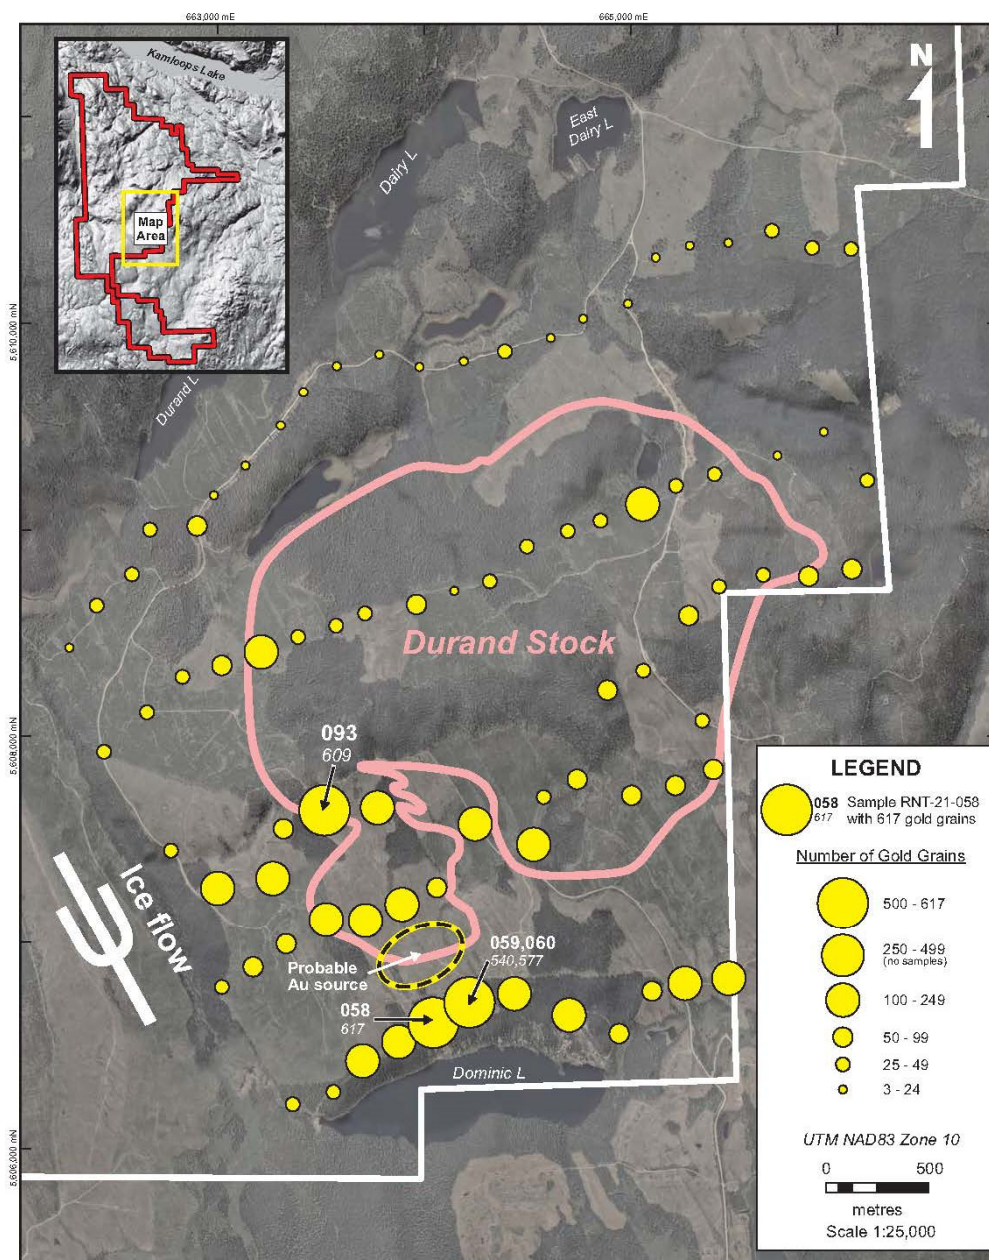 663,000 mE
665,000 mE
Kamloops Lake
Map
Area
N
East
Dairy L
Dairy L
5,610,000 mN
Durand L
Durand Stock
5,608,000 mN
093
609
Ice flow
Probable
Au source
059,060
540,577
058
617
Dominic L
5,606,000 mN
LEGEND
058 Sample RNT-21-058
617 with 617 gold grains
Number of Gold Grains
500 - 617
250 - 499
(no samples)
100 - 249
50 - 99
25 - 49
3 - 24
UTM NAD83 Zone 10
0 500
metres
Scale 1:25,000